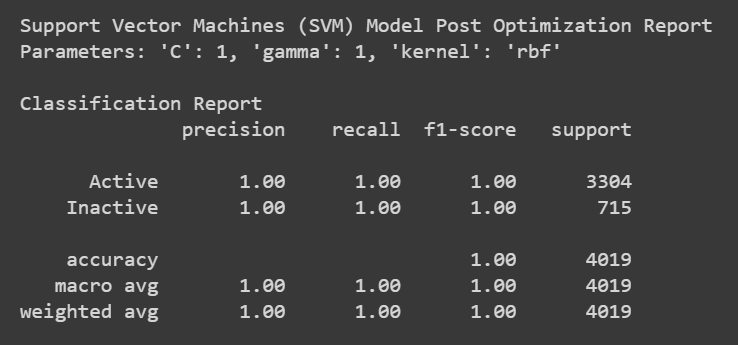 Support Vector Machines (SVM) Model Post Optimization Report
Parameters: 'C': 1, 'gamma': 1, 'kernel': 'rbf'
Classification Report
precision recall f1-score support
Active 1.00 1.00 1.00 3304
Inactive 1.00 1.00 1.00 715
accuracy 1.00 4019
macro avg 1.00 1.00 1.00 4019
weighted avg 1.00 1.00 1.00 4019